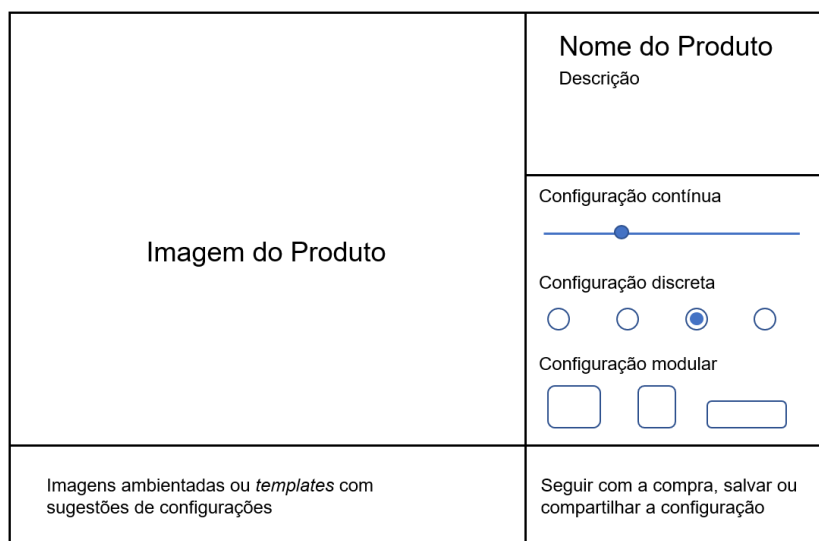 Nome do Produto
Descrição
Imagem do Produto
Configuração contínua
Configuração discreta
Configuração modular
Imagens ambientadas ou templates com
sugestões de configurações
Seguir com a compra, salvar ou
compartilhar a configuração